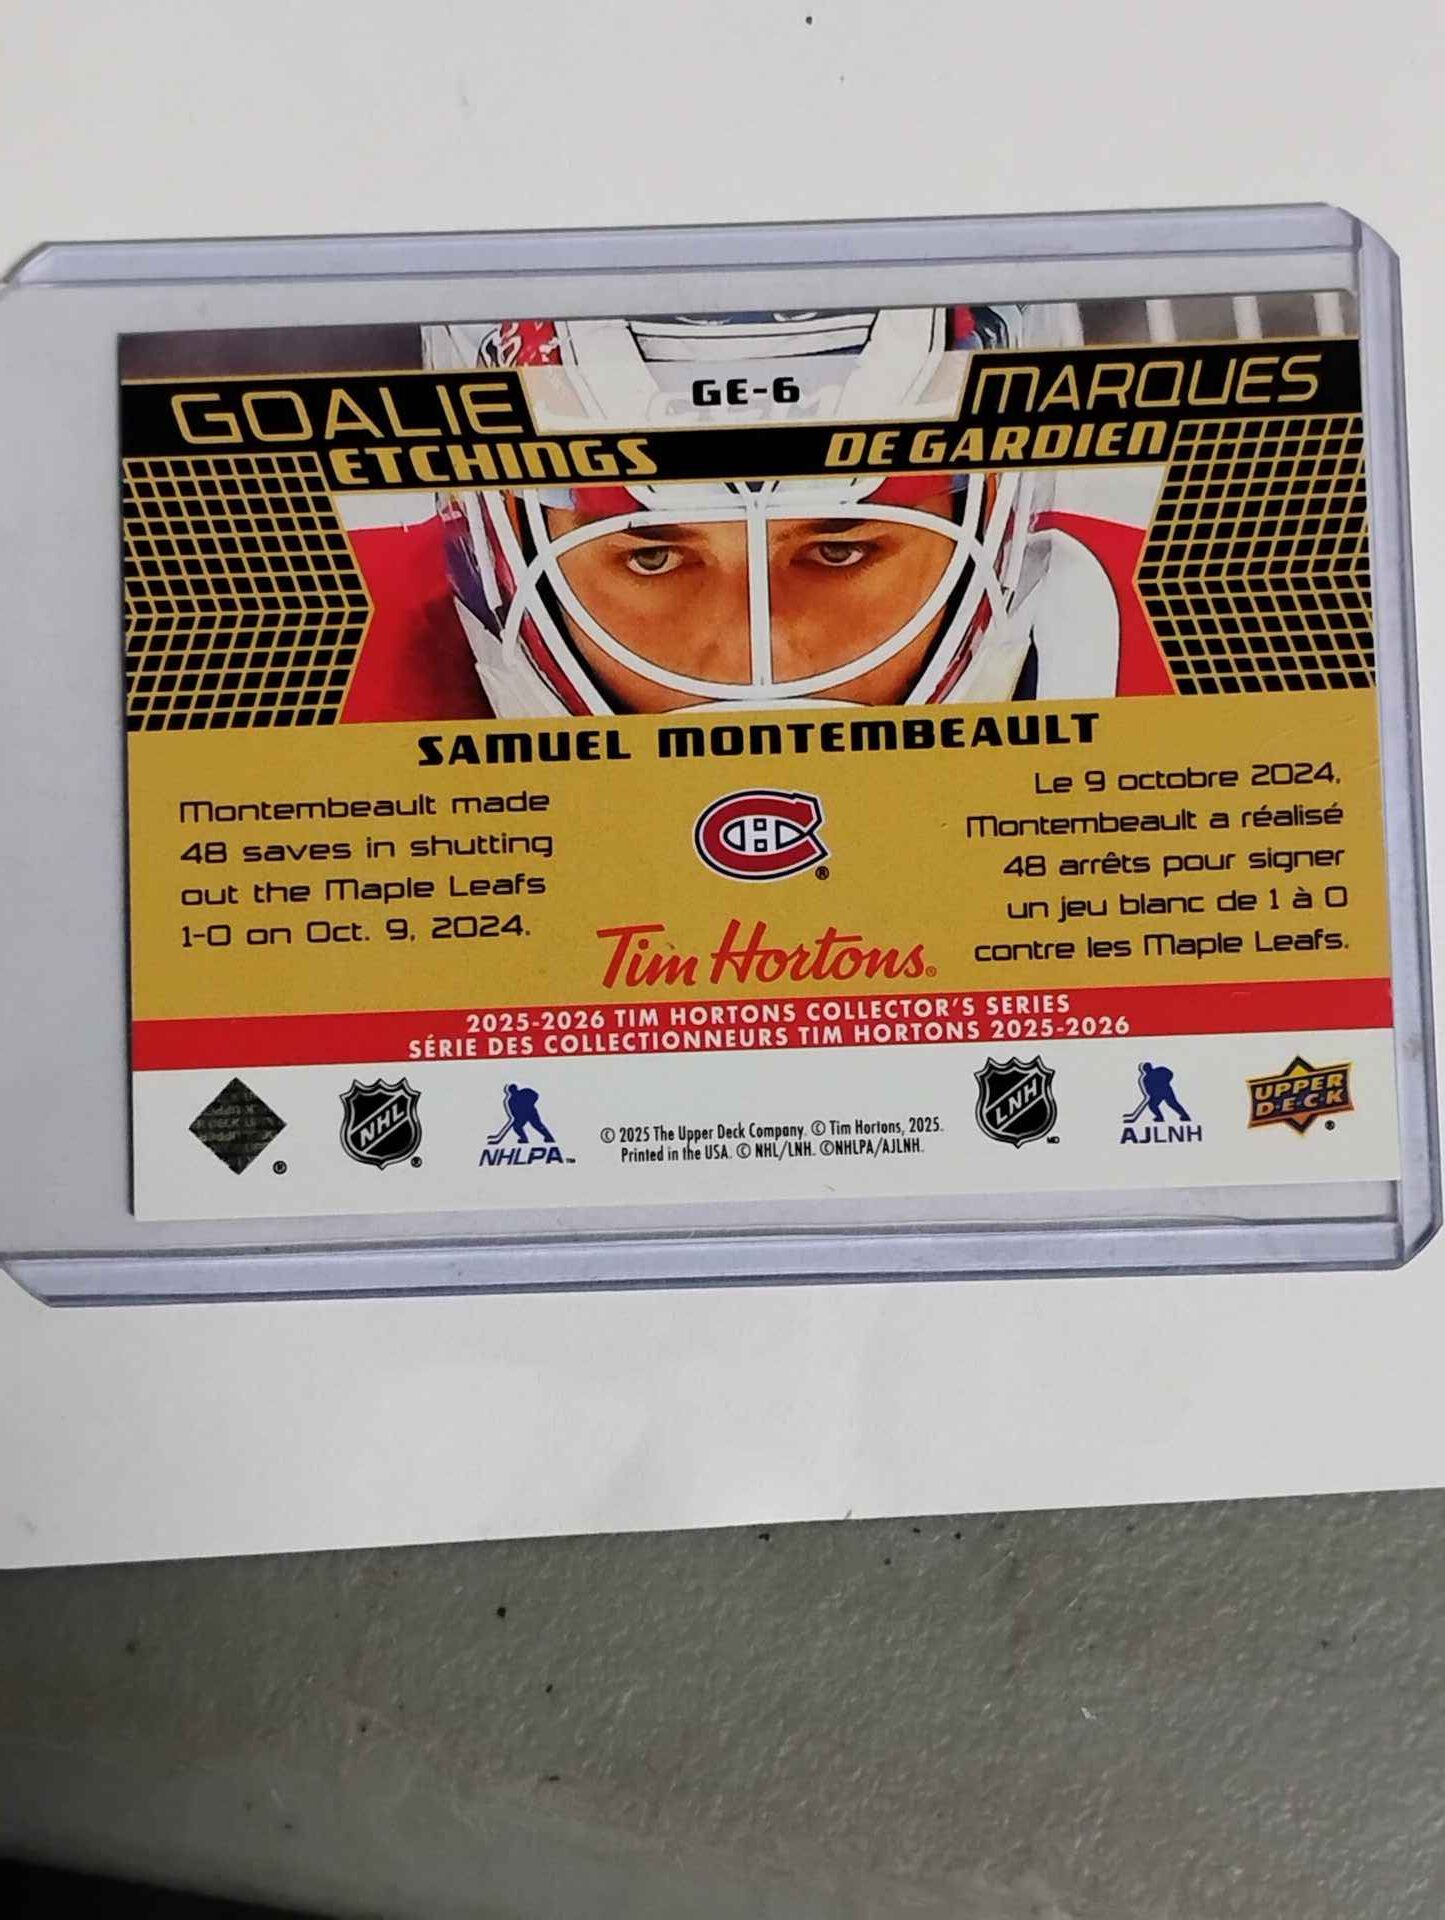 GOALIE
ETCHINGS
GE-6
MARQUES
DE GARDIEN
SAMUEL MONTEMBEAULT
Montembeault made
48 saves in shutting
out the Maple Leafs
1-0 on Oct. 9, 2024.
Le 9 octobre 2024,
Montembeault a réalisé
48 arrêts pour signer
un jeu blanc de 1 à 0
contre les Maple Leafs.
Tim Hortons®
2025-2026 TIM HORTONS COLLECTOR'S SERIES
SÉRIE DES COLLECTIONNEURS TIM HORTONS 2025-2026
®
NHL®
NHLPA™
© 2025 The Upper Deck Company. © Tim Hortons, 2025.
Printed in the USA. © NHL/LNH. ©NHLPA/AJLNH.
LNH MD
AJLNH
UPPER
D·E·C·K®